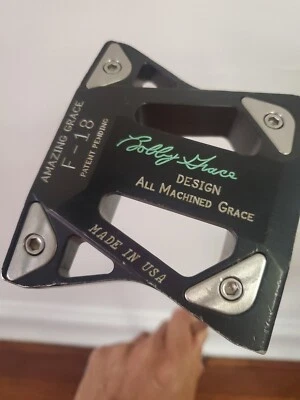 AMAZING GRACE
F-18
PATENT PENDING
Bobby Grace
DESIGN
ALL MACHINED GRACE
MADE IN USA